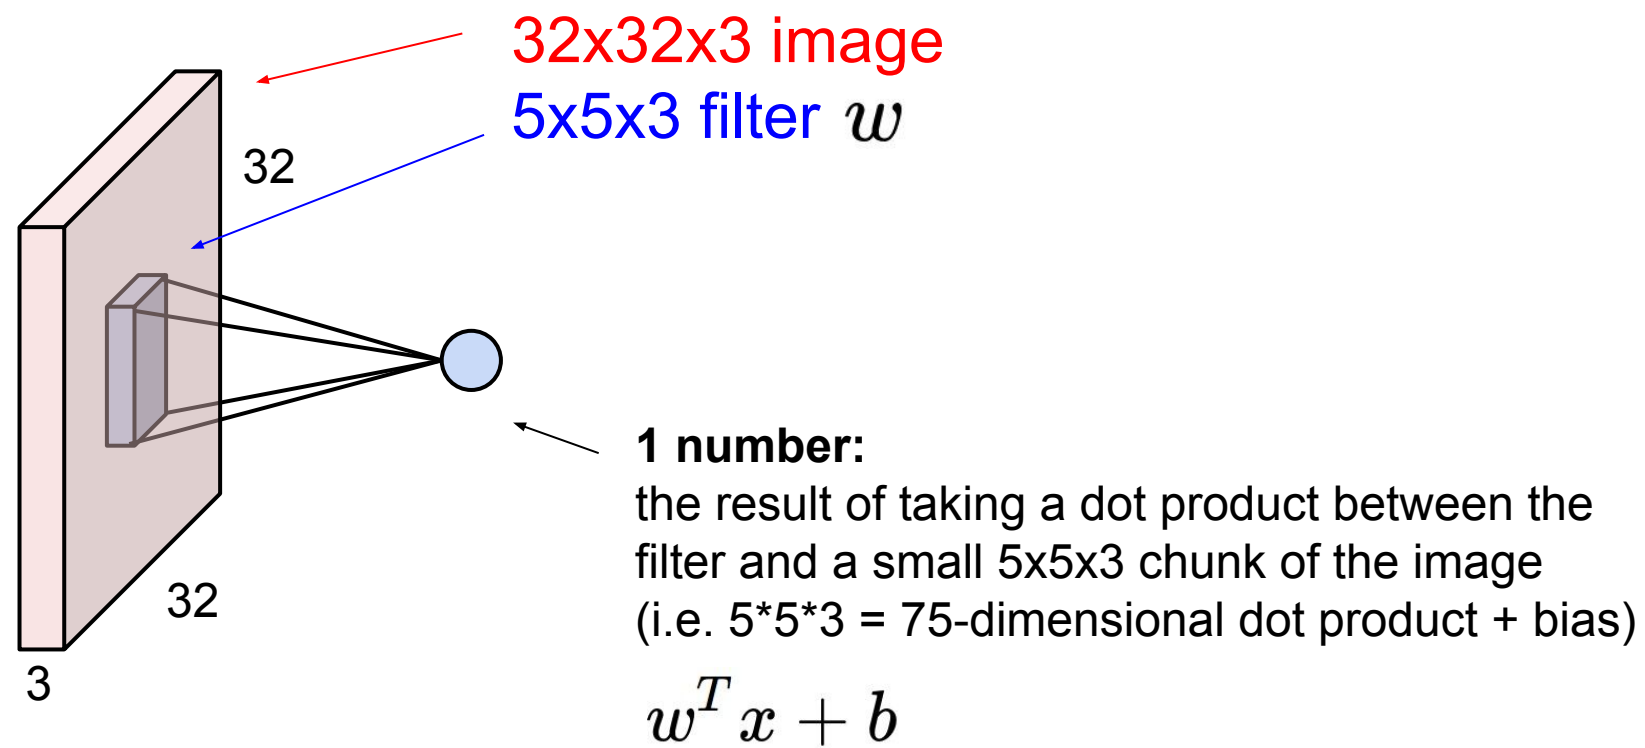 32x32x3 image
5x5x3 filter w
32
32
3
1 number:
the result of taking a dot product between the
filter and a small 5x5x3 chunk of the image
(i.e. 5*5*3 = 75-dimensional dot product + bias)
w^T x + b